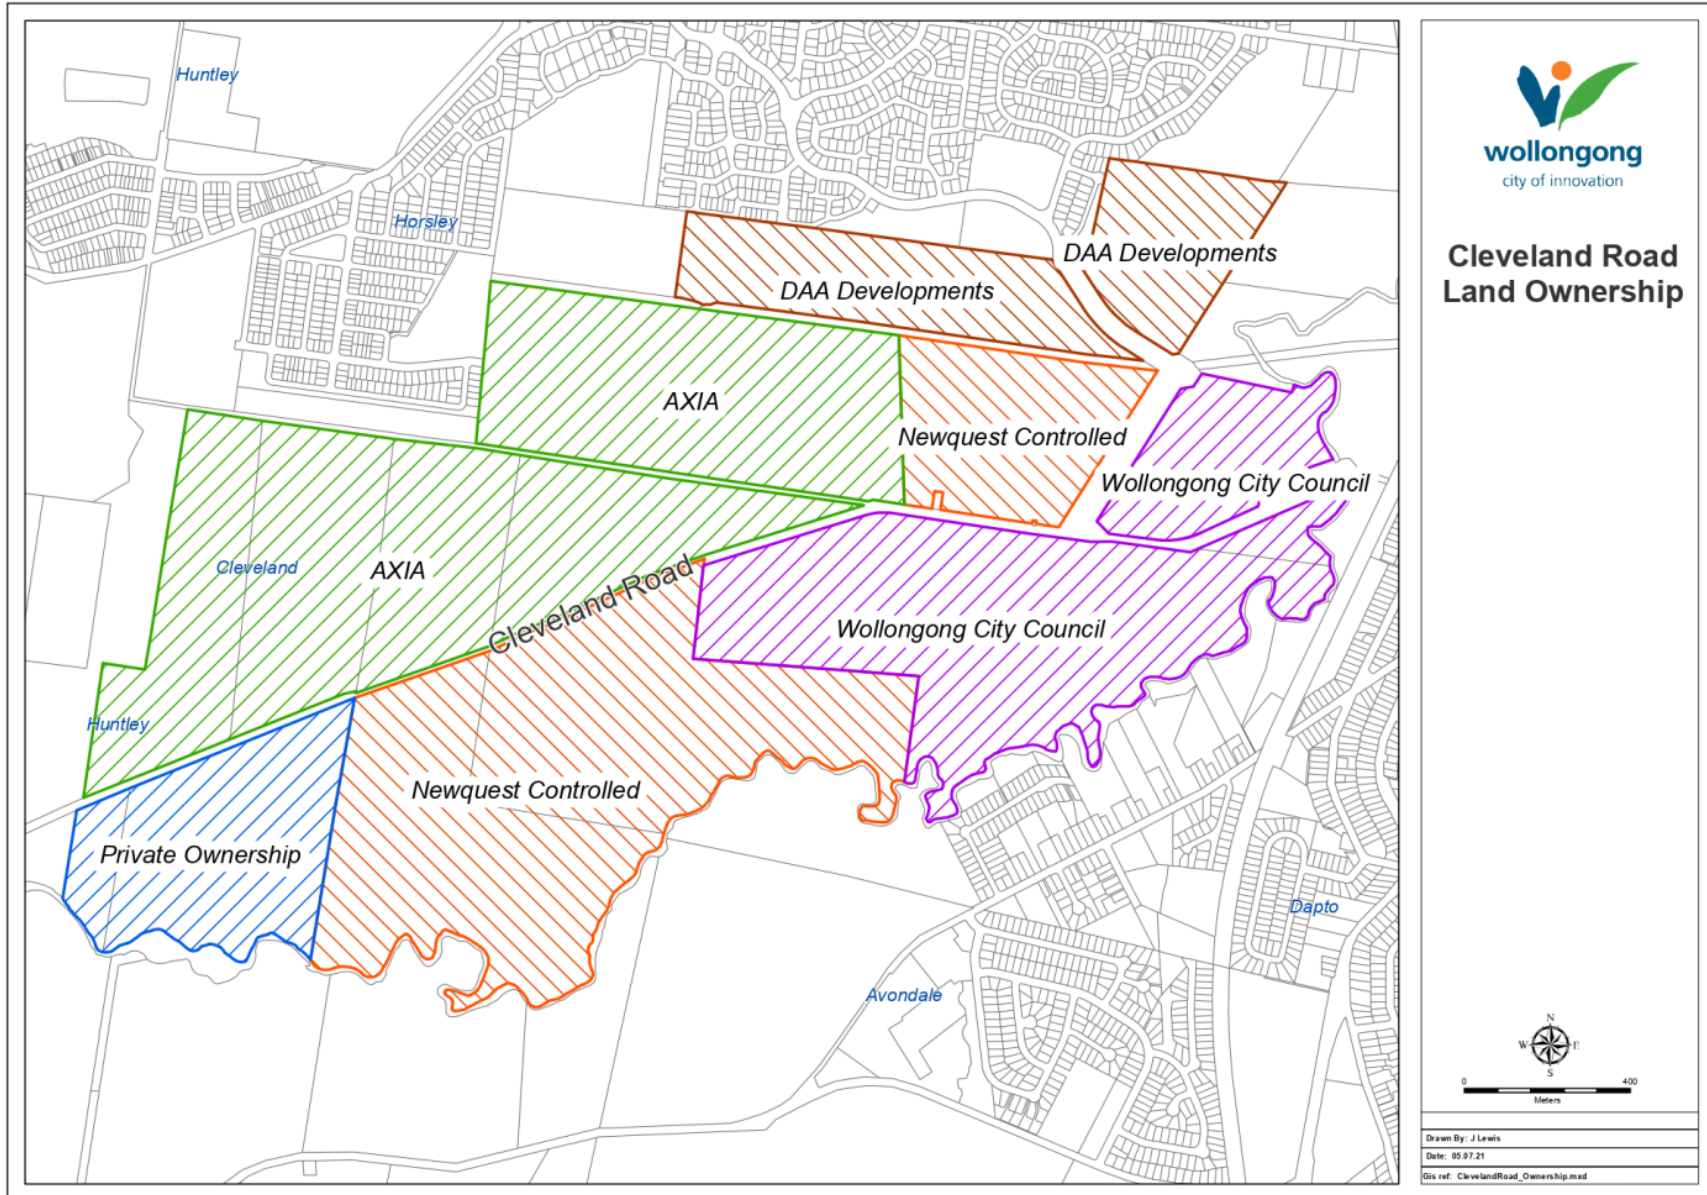 Huntley
Horsley
DAA Developments
DAA Developments
AXIA
Newquest Controlled
Wollongong City Council
Cleveland
AXIA
Cleveland Road
Wollongong City Council
Huntley
Newquest Controlled
Private Ownership
Dapto
Avondale
wollongong
city of innovation
Cleveland Road
Land Ownership
N
W
E
S
0
400
Meters
Drawn By: J Lewis
Date: 05.07.21
Gis ref: ClevelandRoad_Ownership.mxd